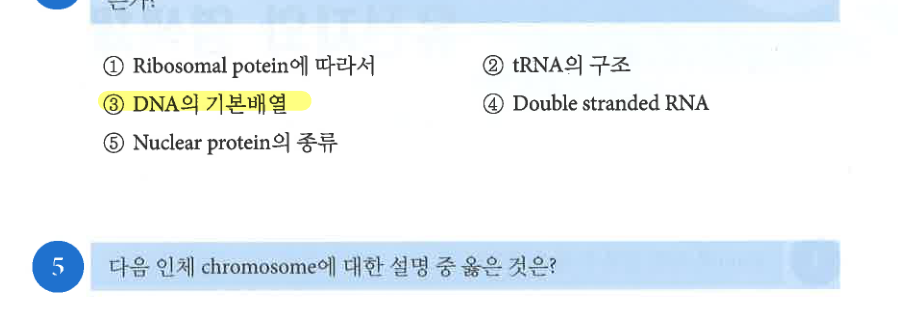 은가?
① Ribosomal potein에 따라서 ② tRNA의 구조
③ DNA의 기본배열 ④ Double stranded RNA
⑤ Nuclear protein의 종류
5 다음 인체 chromosome에 대한 설명 중 옳은 것은?